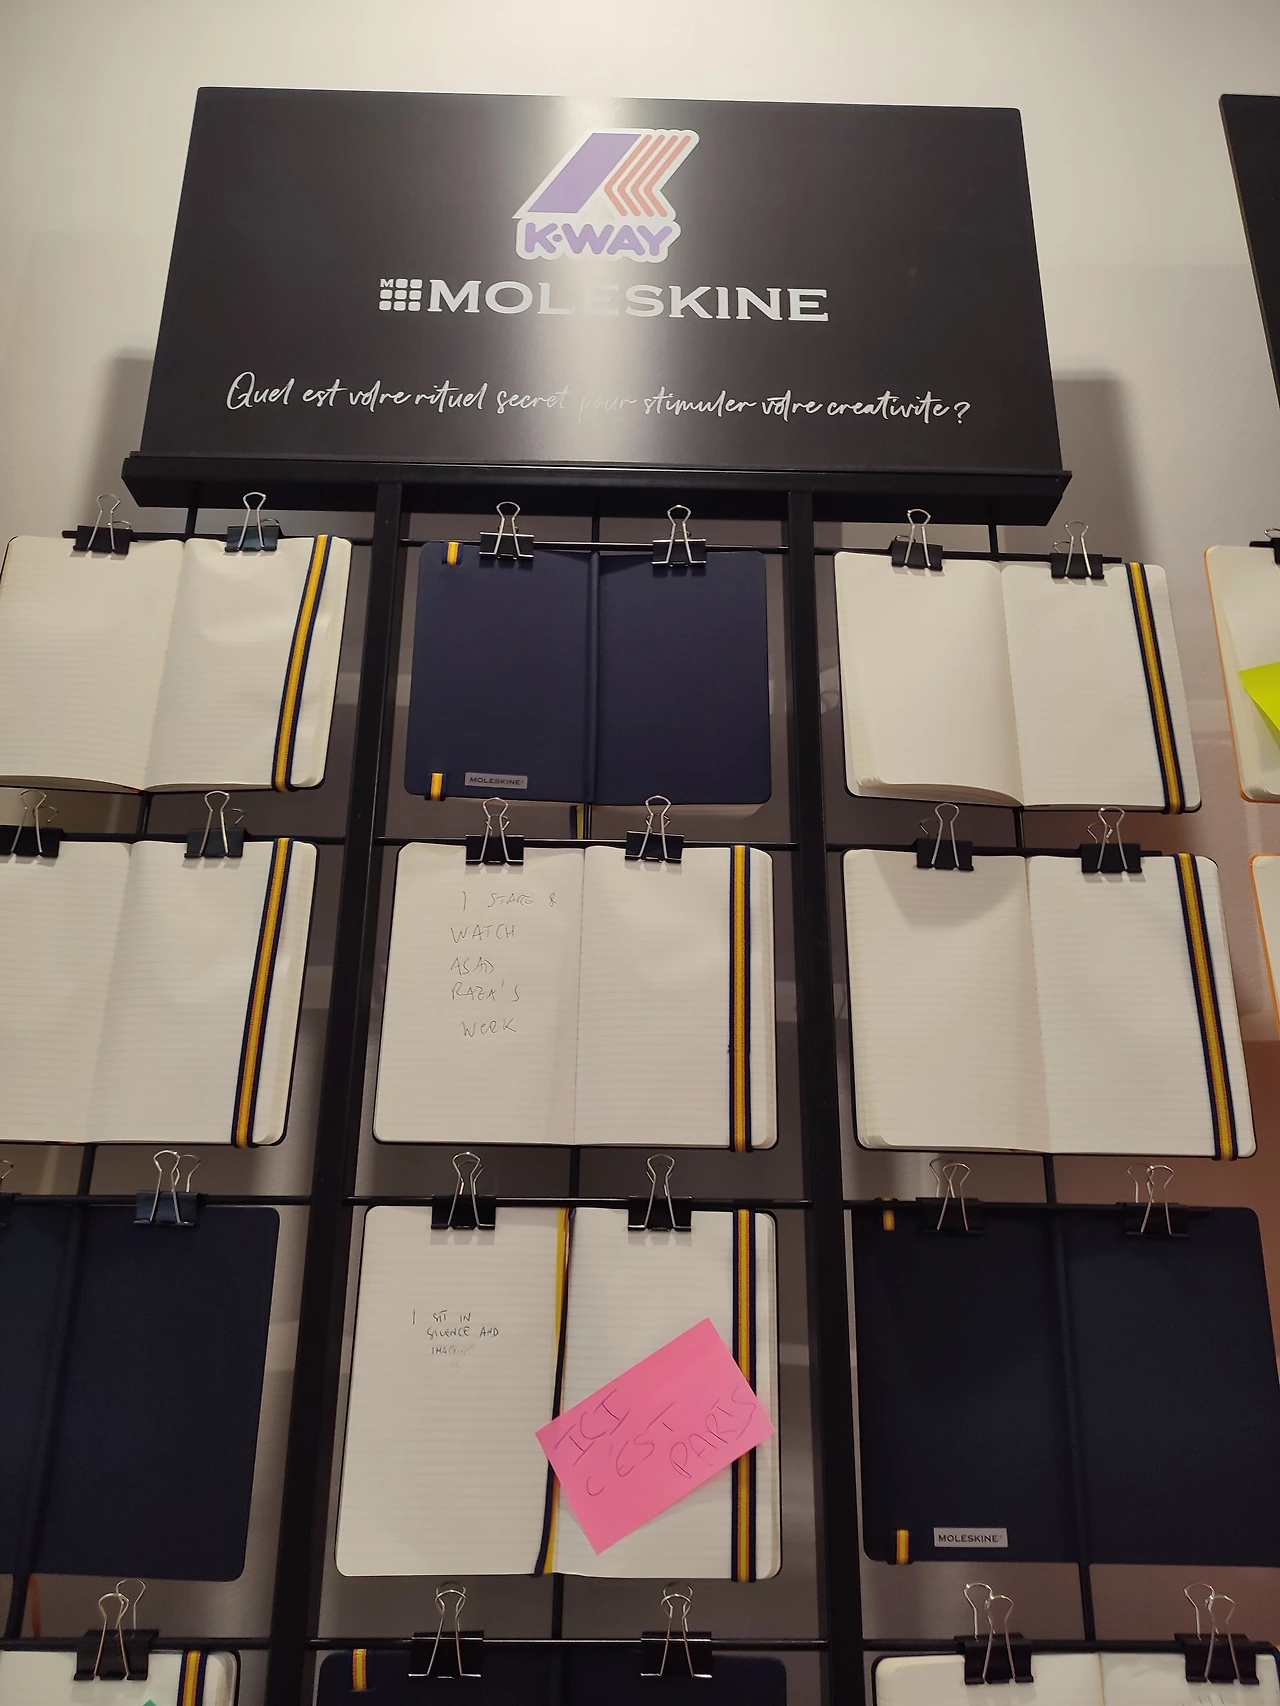 K·WAY
M
MOLESKINE
Quel est votre rituel secret pour stimuler votre creativite?
MOLESKINE
I STARE &
WATCH
ASAD
RAZA'S
WORK
I SIT IN
SILENCE AND
ICI
C'EST
PARIS
MOLESKINE